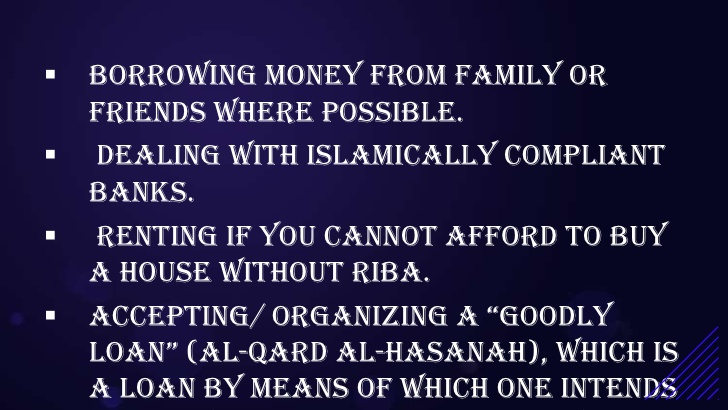 ▪ BORROWING MONEY FROM FAMILY OR
FRIENDS WHERE POSSIBLE.
▪ DEALING WITH ISLAMICALLY COMPLIANT
BANKS.
▪ RENTING IF YOU CANNOT AFFORD TO BUY
A HOUSE WITHOUT RIBA.
▪ ACCEPTING/ ORGANIZING A “GOODLY
LOAN” (AL-QARD AL-HASANAH), WHICH IS
A LOAN BY MEANS OF WHICH ONE INTENDS